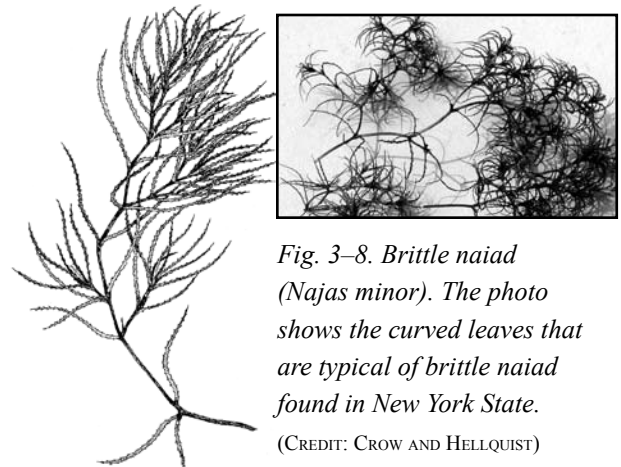 Fig. 3–8. Brittle naiad
(Najas minor). The photo
shows the curved leaves that
are typical of brittle naiad
found in New York State.
(CREDIT: CROW AND HELLQUIST)